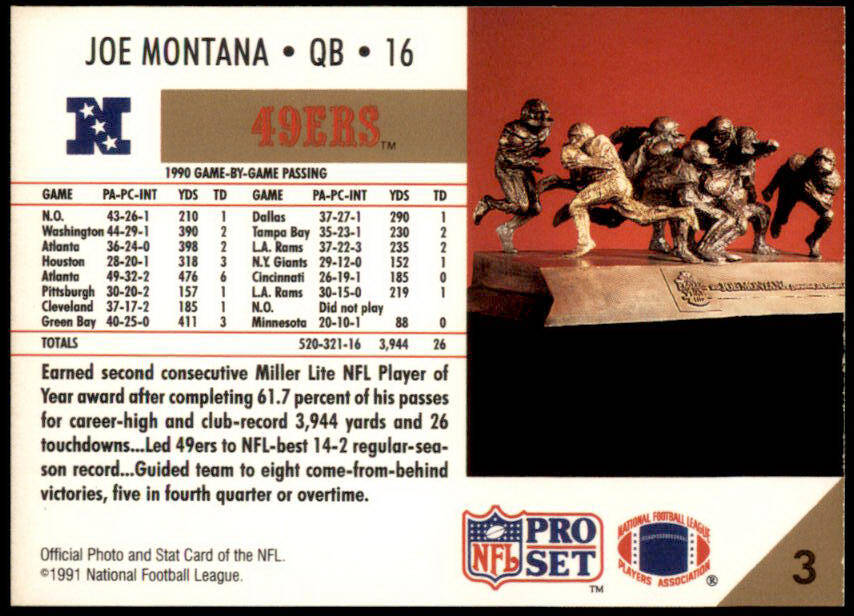 JOE MONTANA • QB • 16
N
49ERS™
1990 GAME-BY-GAME PASSING
GAME PA-PC-INT YDS TD GAME PA-PC-INT YDS TD
N.O. 43-26-1 210 1 Dallas 37-27-1 290 1
Washington 44-29-1 390 2 Tampa Bay 35-23-1 230 2
Atlanta 36-24-0 398 2 L.A. Rams 37-22-3 235 2
Houston 28-20-1 318 3 N.Y. Giants 29-12-0 152 1
Atlanta 49-32-2 476 6 Cincinnati 26-19-1 185 0
Pittsburgh 30-20-2 157 1 L.A. Rams 30-15-0 219 1
Cleveland 37-17-2 185 1 N.O. Did not play
Green Bay 40-25-0 411 3 Minnesota 20-10-1 88 0
TOTALS 520-321-16 3,944 26
Earned second consecutive Miller Lite NFL Player of
Year award after completing 61.7 percent of his passes
for career-high and club-record 3,944 yards and 26
touchdowns...Led 49ers to NFL-best 14-2 regular-sea-
son record...Guided team to eight come-from-behind
victories, five in fourth quarter or overtime.
JOE MONTANA
Official Photo and Stat Card of the NFL.
©1991 National Football League.
NFL
PRO
SET™
NATIONAL FOOTBALL LEAGUE
PLAYERS ASSOCIATION®
3